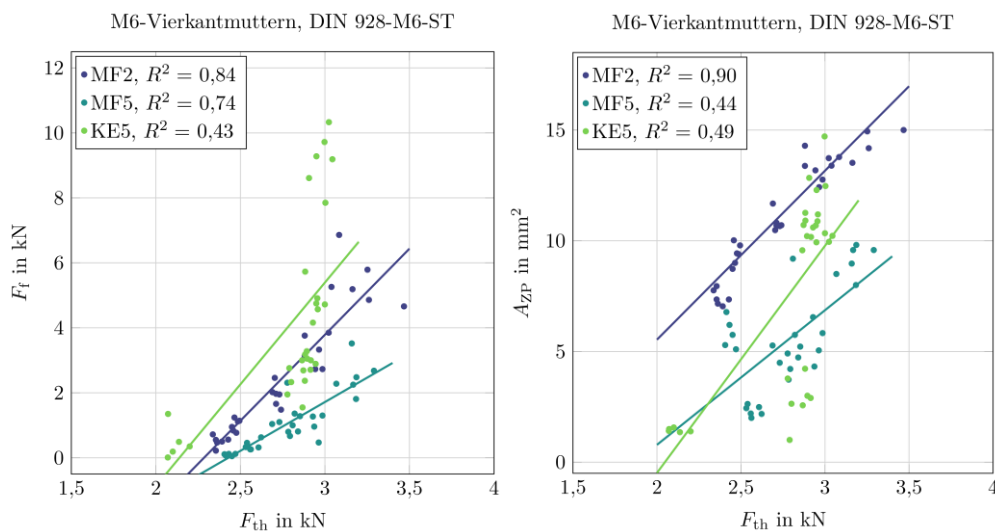 M6-Vierkantmuttern, DIN 928-M6-ST
12
10
8
6
4
2
0
F_f in kN
MF2, R² = 0,84
MF5, R² = 0,74
KE5, R² = 0,43
1,5
2
2,5
3
3,5
4
F_th in kN
M6-Vierkantmuttern, DIN 928-M6-ST
15
10
5
0
A_ZP in mm²
MF2, R² = 0,90
MF5, R² = 0,44
KE5, R² = 0,49
1,5
2
2,5
3
3,5
4
F_th in kN